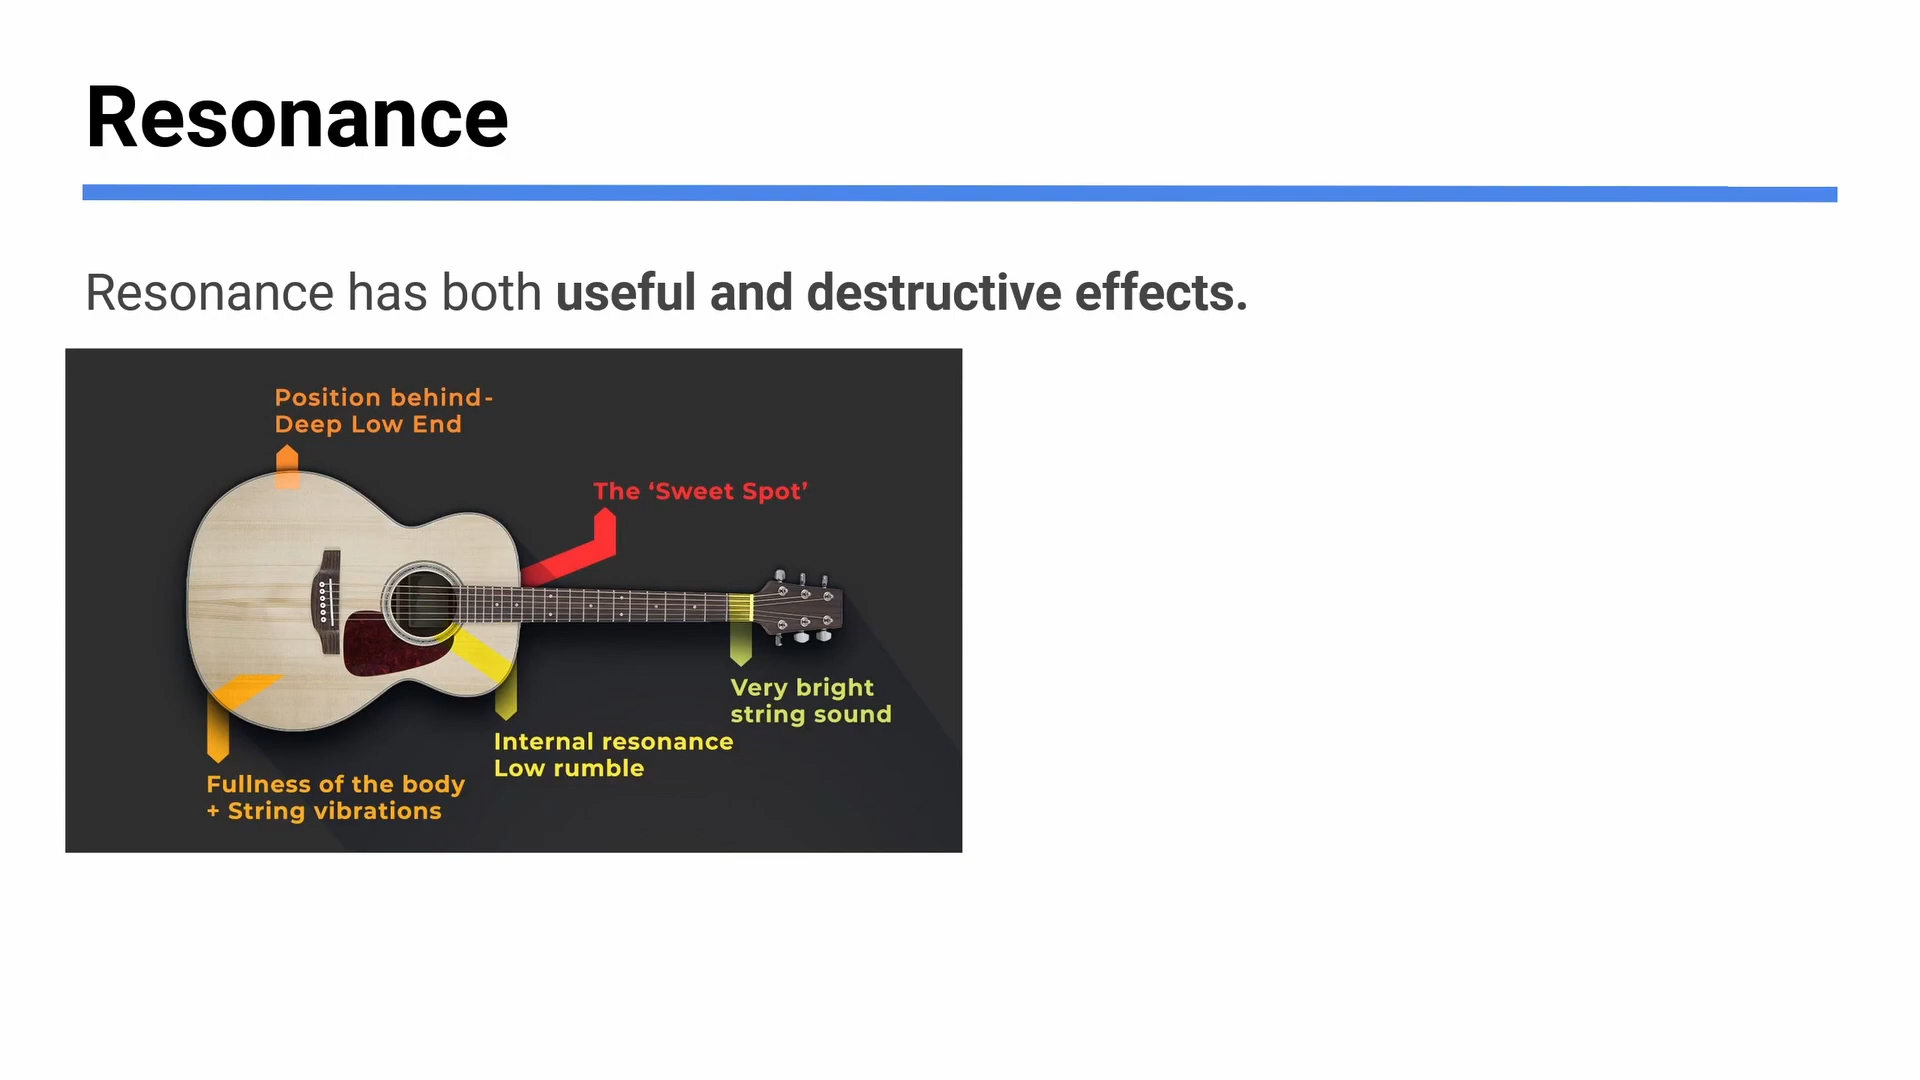 Resonance
Resonance has both useful and destructive effects.
Position behind-
Deep Low End
The ‘Sweet Spot’
Very bright
string sound
Internal resonance
Low rumble
Fullness of the body
+ String vibrations